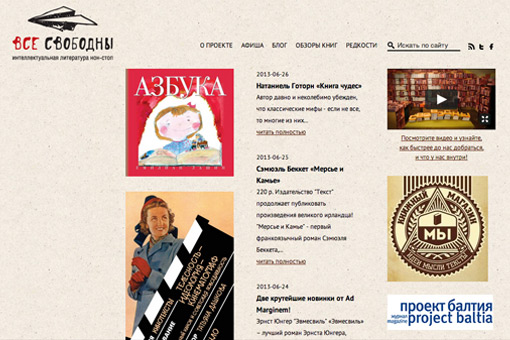 ВСЕ СВОБОДНЫ
интеллектуальная литература нон-стоп
О ПРОЕКТЕ АФИША БЛОГ ОБЗОРЫ КНИГ РЕДКОСТИ
Искать по сайту
АЗБУКА
2013-06-26
Натаниель Готорн «Книга чудес»
Автор давно и неколебимо убежден,
что классические мифы - если не все,
то многие из них...
читать полностью
2013-06-25
Сэмюэль Беккет «Мерсье и
Камье»
220 р. Издательство "Текст"
продолжает публиковать
произведения великого ирландца!
"Мерсье и Камье" - первый
франкоязычный роман Сэмюэля
Беккета,...
читать полностью
2013-06-24
Две крутейшие новинки от Ad
Marginem!
Эрнст Юнгер «Эвмесвиль» «Эвмесвиль»
– лучший роман Эрнста Юнгера,
Посмотрите видео и узнайте,
как быстрее до нас добраться,
и что у нас внутри!
КНИЖНЫЙ МАГАЗИН
МЫ
ТЕЛЕСНОСТЬ —
ИДЕОЛОГИЯ —
КИНЕМАТОГРАФ:
проект балтия
журнал
magazine project baltia